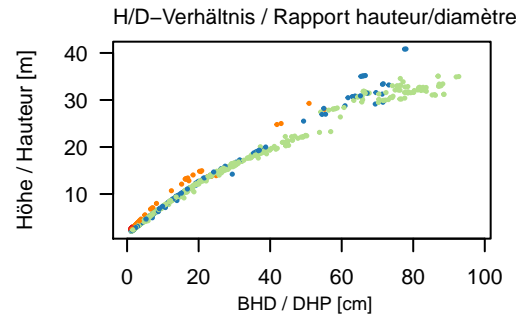 H/D−Verhältnis / Rapport hauteur/diamètre
Höhe / Hauteur [m]
40
30
20
10
0 20 40 60 80 100
BHD / DHP [cm]